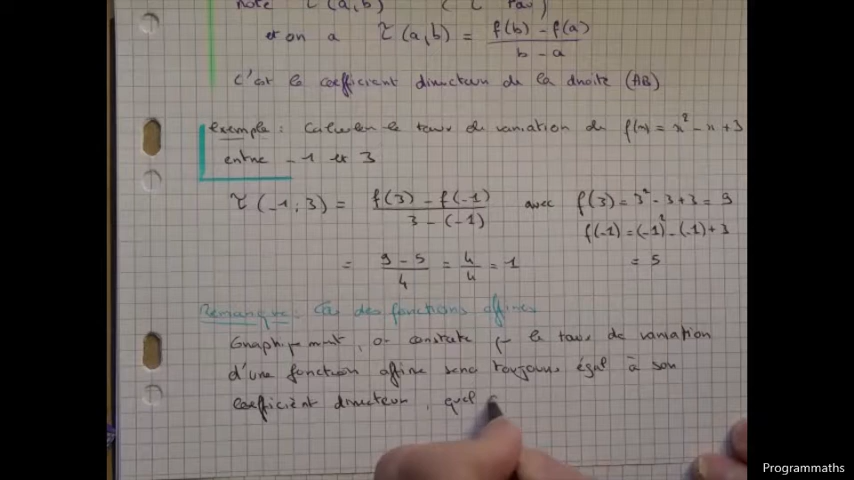 note τ(a,b) (τ tau)
et on a τ(a,b) = f(b) - f(a) / b - a
c'est le coefficient directeur de la droite (AB)
exemple : Calculer le taux de variation de f(x) = x² - x + 3
entre -1 et 3
τ(-1;3) = f(3) - f(-1) / 3 - (-1) avec f(3) = 3² - 3 + 3 = 9
f(-1) = (-1)² - (-1) + 3
= 9 - 5 / 4 = 4 / 4 = 1 = 5
Remarque : Cas des fonctions affines
Graphiquement, on constate que le taux de variation
d'une fonction affine sera toujours égal à son
coefficient directeur, quel
Programmaths